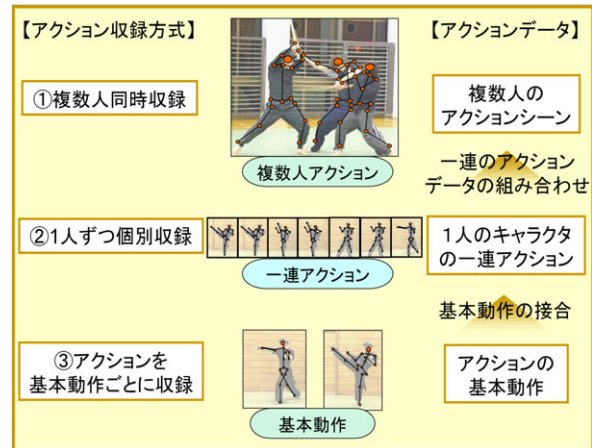 【アクション収録方式】
【アクションデータ】
①複数人同時収録
複数人アクション
複数人の
アクションシーン
一連のアクション
データの組み合わせ
②1人ずつ個別収録
一連アクション
1人のキャラクタ
の一連アクション
基本動作の接合
③アクションを
基本動作ごとに収録
基本動作
アクションの
基本動作